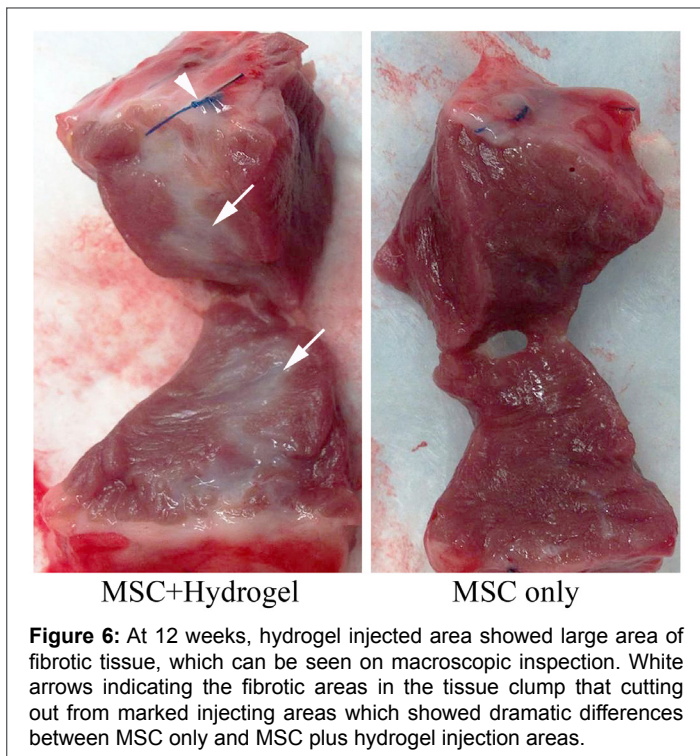 MSC+Hydrogel MSC only
Figure 6: At 12 weeks, hydrogel injected area showed large area of
fibrotic tissue, which can be seen on macroscopic inspection. White
arrows indicating the fibrotic areas in the tissue clump that cutting
out from marked injecting areas which showed dramatic differences
between MSC only and MSC plus hydrogel injection areas.